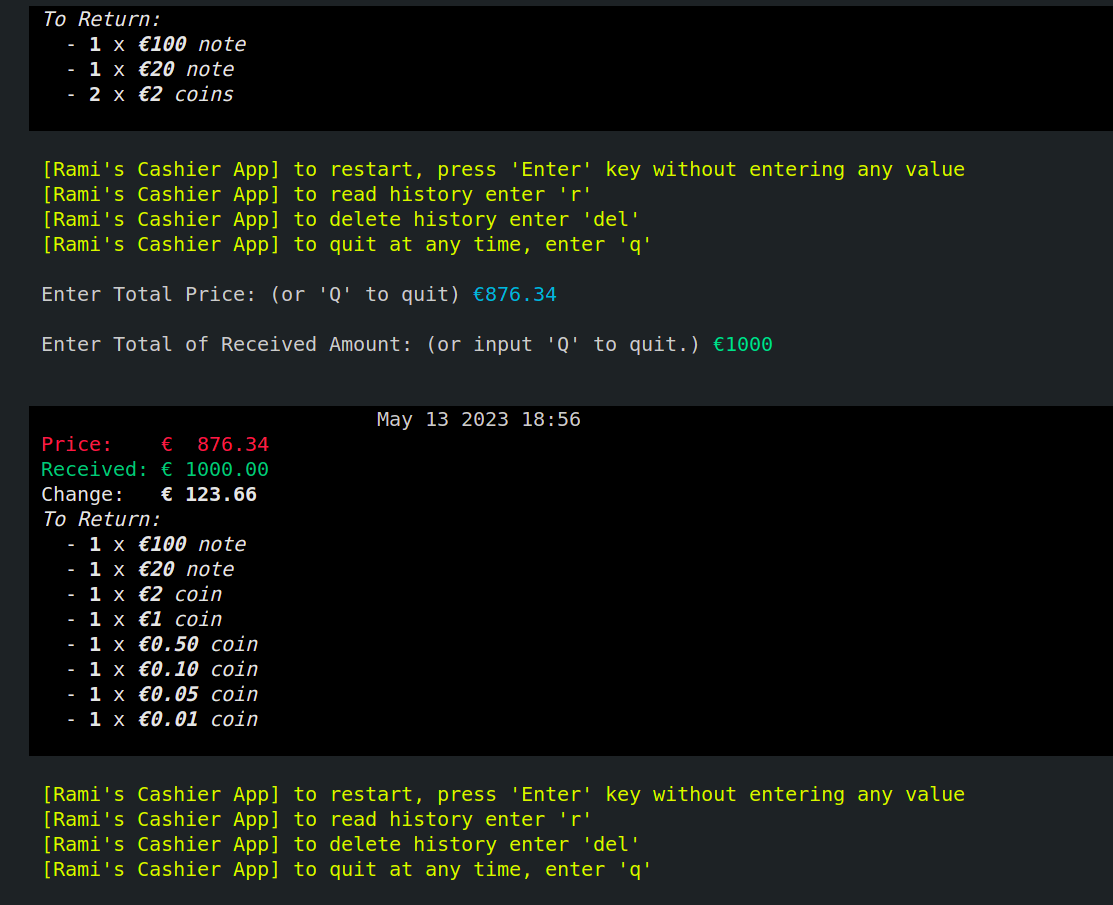 To Return:
- 1 x €100 note
- 1 x €20 note
- 2 x €2 coins
[Rami's Cashier App] to restart, press 'Enter' key without entering any value
[Rami's Cashier App] to read history enter 'r'
[Rami's Cashier App] to delete history enter 'del'
[Rami's Cashier App] to quit at any time, enter 'q'
Enter Total Price: (or 'Q' to quit) €876.34
Enter Total of Received Amount: (or input 'Q' to quit.) €1000
May 13 2023 18:56
Price: € 876.34
Received: € 1000.00
Change: € 123.66
To Return:
- 1 x €100 note
- 1 x €20 note
- 1 x €2 coin
- 1 x €1 coin
- 1 x €0.50 coin
- 1 x €0.10 coin
- 1 x €0.05 coin
- 1 x €0.01 coin
[Rami's Cashier App] to restart, press 'Enter' key without entering any value
[Rami's Cashier App] to read history enter 'r'
[Rami's Cashier App] to delete history enter 'del'
[Rami's Cashier App] to quit at any time, enter 'q'